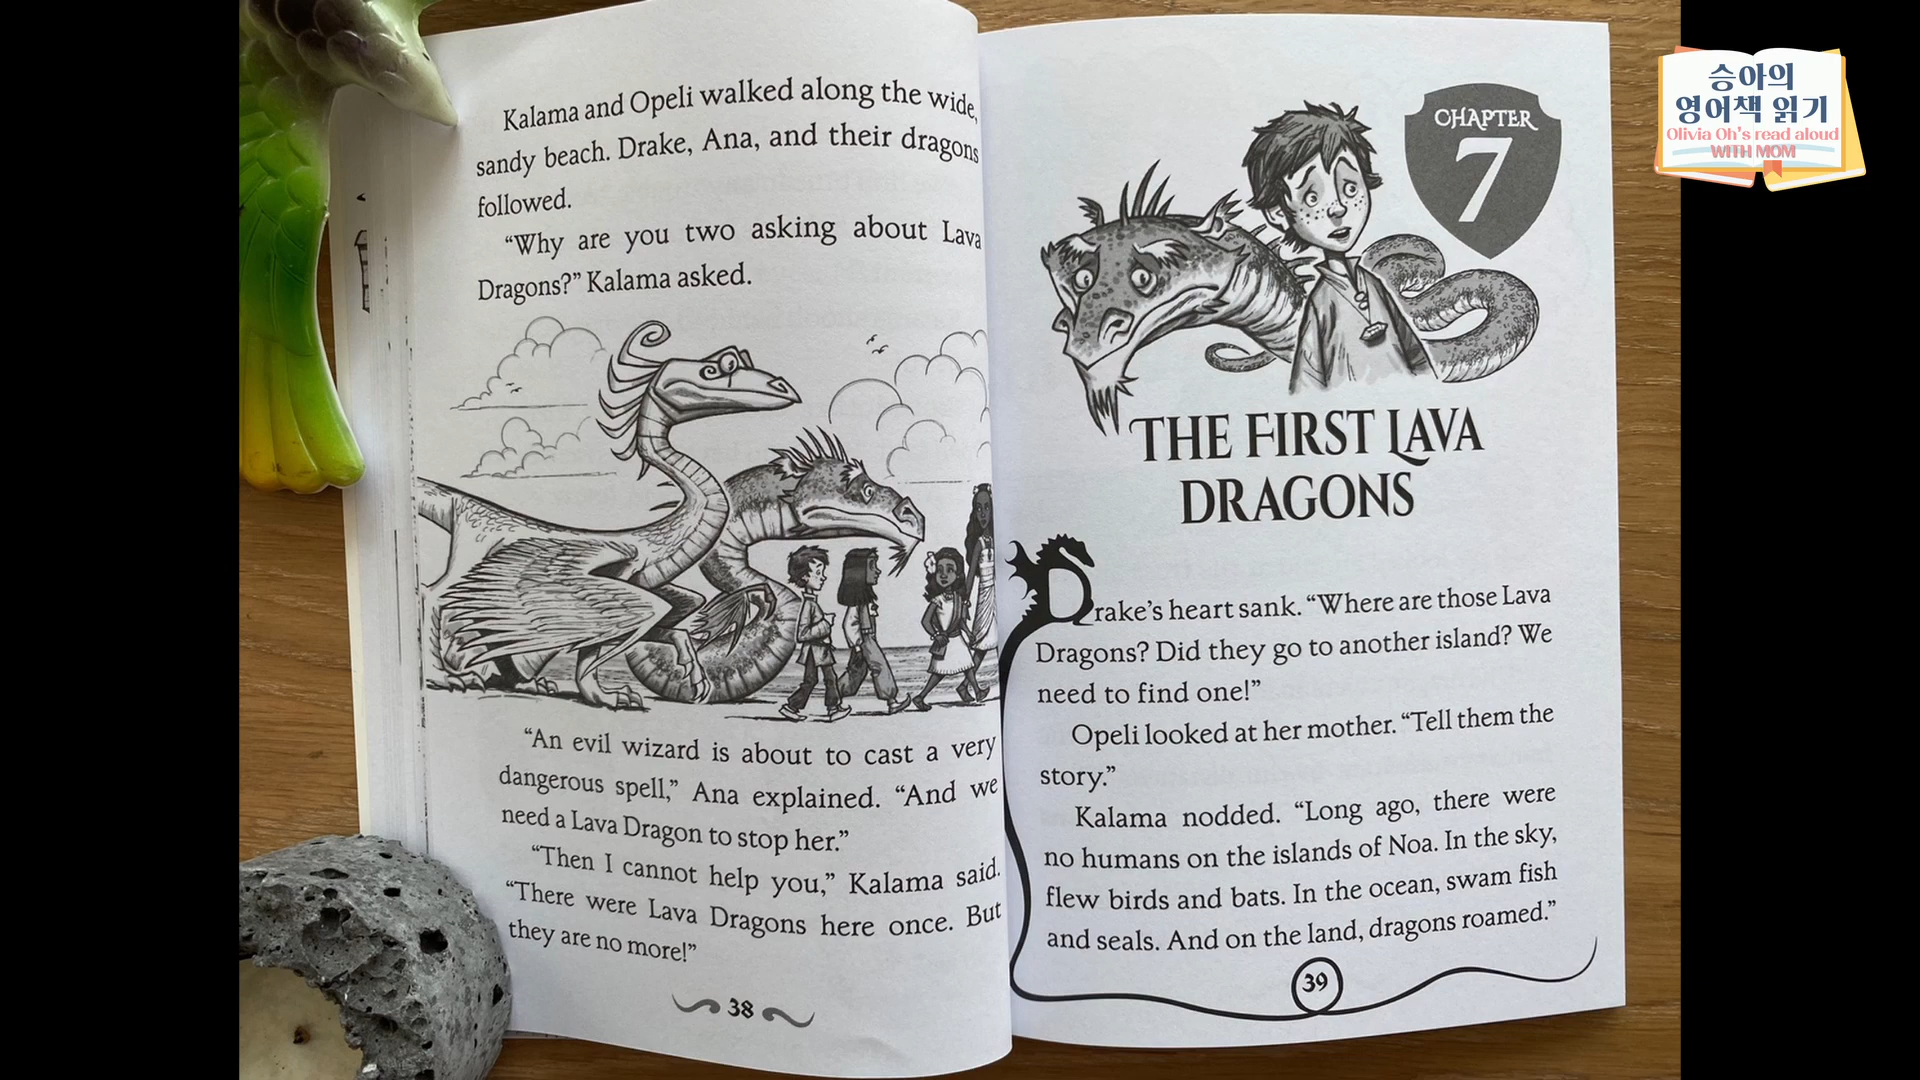 Kalama and Opeli walked along the wide,
sandy beach. Drake, Ana, and their dragons
followed.
“Why are you two asking about Lava
Dragons?” Kalama asked.
“An evil wizard is about to cast a very
dangerous spell,” Ana explained. “And we
need a Lava Dragon to stop her.”
“Then I cannot help you,” Kalama said.
“There were Lava Dragons here once. But
they are no more!”
38
CHAPTER
7
THE FIRST LAVA
DRAGONS
Drake’s heart sank. “Where are those Lava
Dragons? Did they go to another island? We
need to find one!”
Opeli looked at her mother. “Tell them the
story.”
Kalama nodded. “Long ago, there were
no humans on the islands of Noa. In the sky,
flew birds and bats. In the ocean, swam fish
and seals. And on the land, dragons roamed.”
39
승아의
영어책 읽기
Olivia Oh's read aloud
WITH MOM